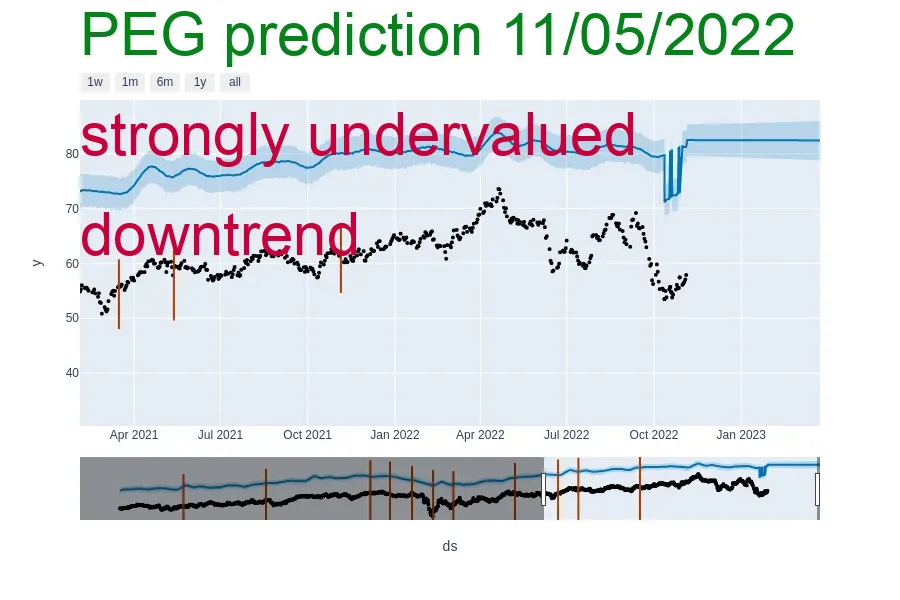 PEG prediction 11/05/2022
1w 1m 6m 1y all
strongly undervalued
80
70
downtrend
60
y
50
40
Apr 2021 Jul 2021 Oct 2021 Jan 2022 Apr 2022 Jul 2022 Oct 2022 Jan 2023
ds